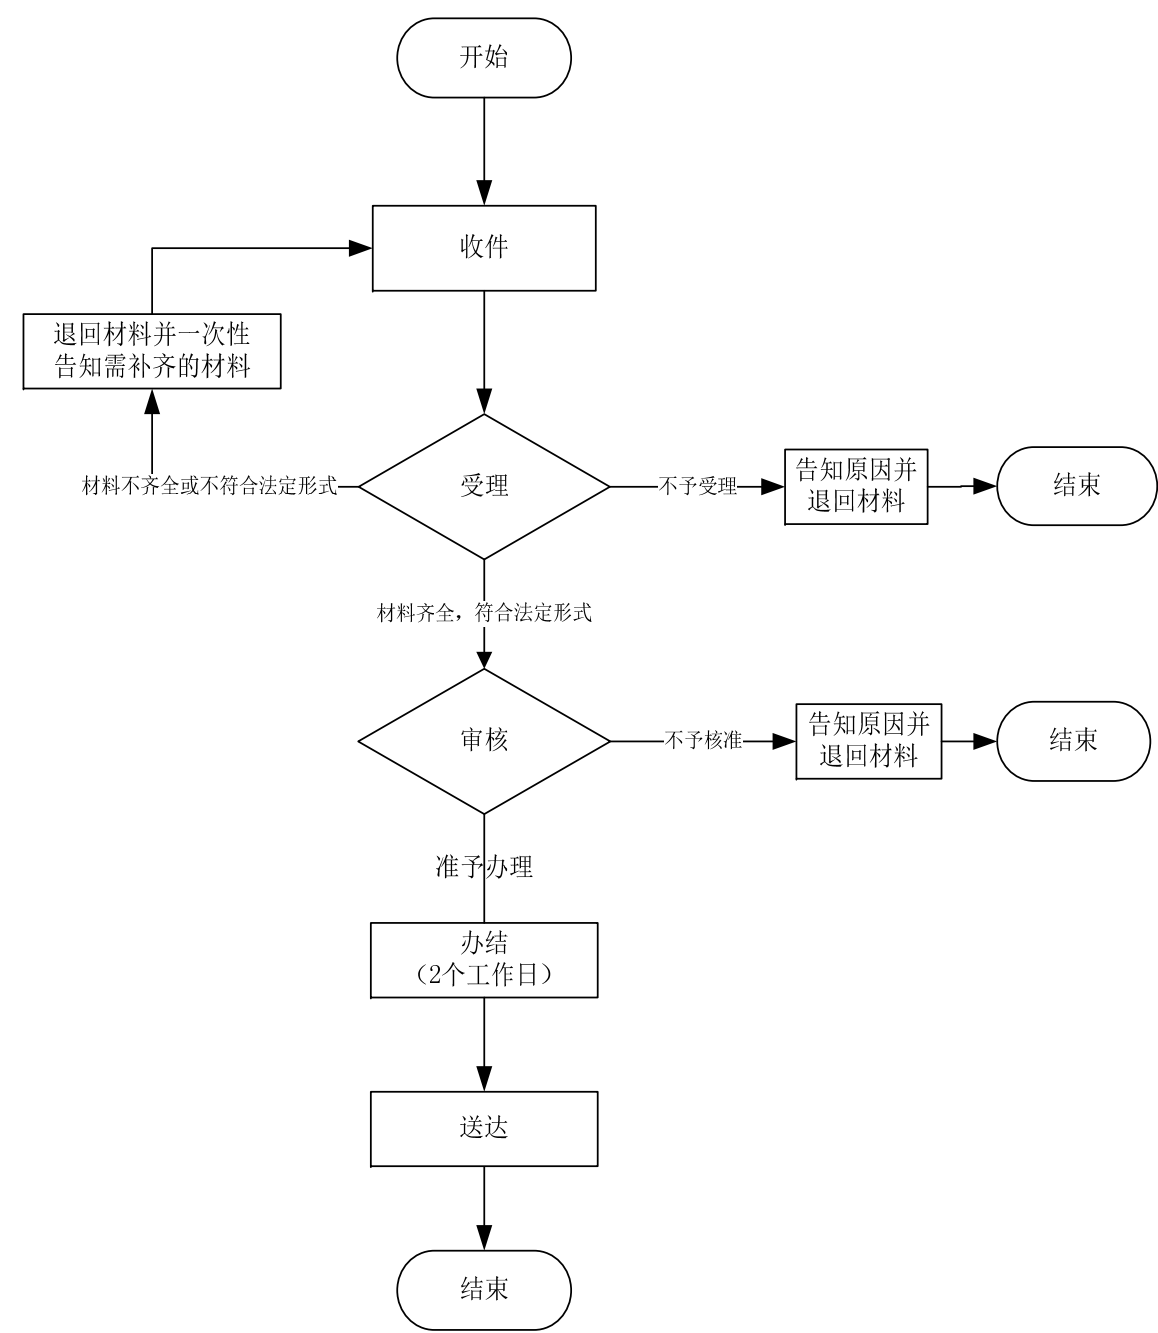 开始
收件
退回材料并一次性
告知需补齐的材料
材料不齐全或不符合法定形式
受理
不予受理
告知原因并
退回材料
结束
材料齐全，符合法定形式
审核
不予核准
告知原因并
退回材料
结束
准予办理
办结
（2个工作日）
送达
结束